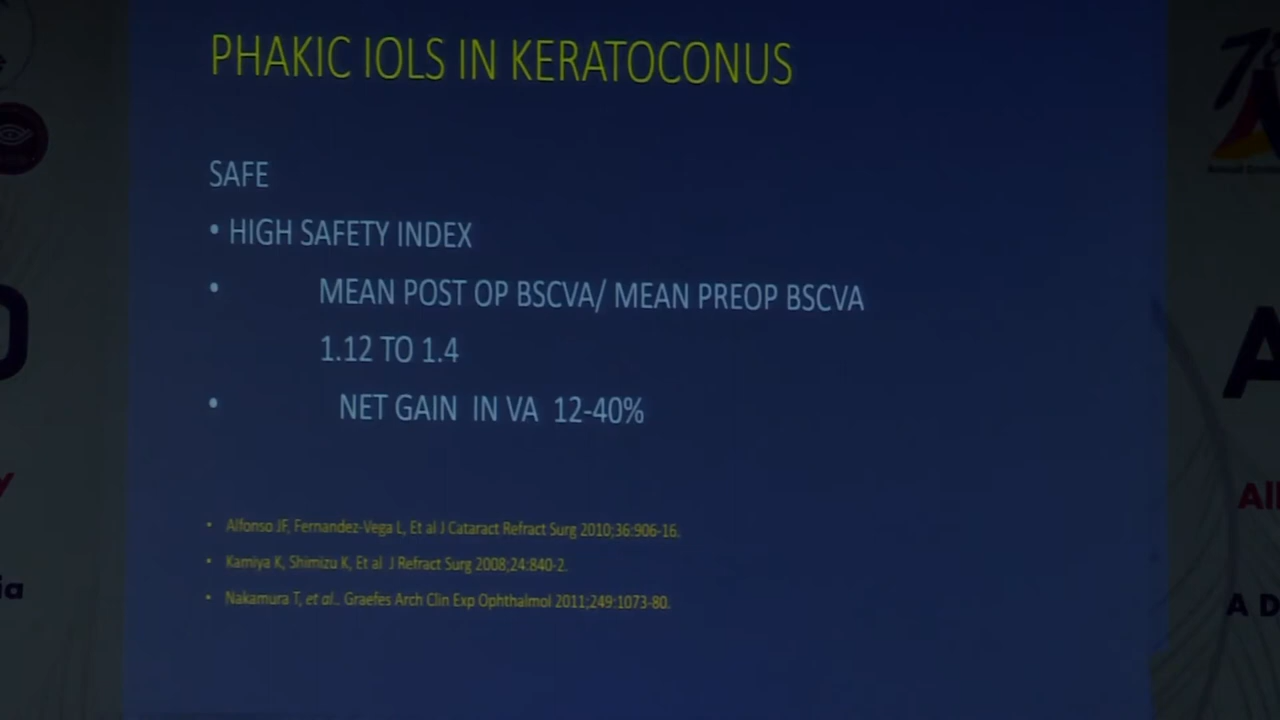 PHAKIC IOLS IN KERATOCONUS
SAFE
• HIGH SAFETY INDEX
• MEAN POST OP BSCVA/ MEAN PREOP BSCVA
1.12 TO 1.4
• NET GAIN IN VA 12-40%
• Alfonso JF, Fernandez-Vega L, Et al J Cataract Refract Surg 2010;36:906-16.
• Kamiya K, Shimizu K, Et al J Refract Surg 2008;24:840-2.
• Nakamura T, et al.. Graefes Arch Clin Exp Ophthalmol 2011;249:1073-80.
A D